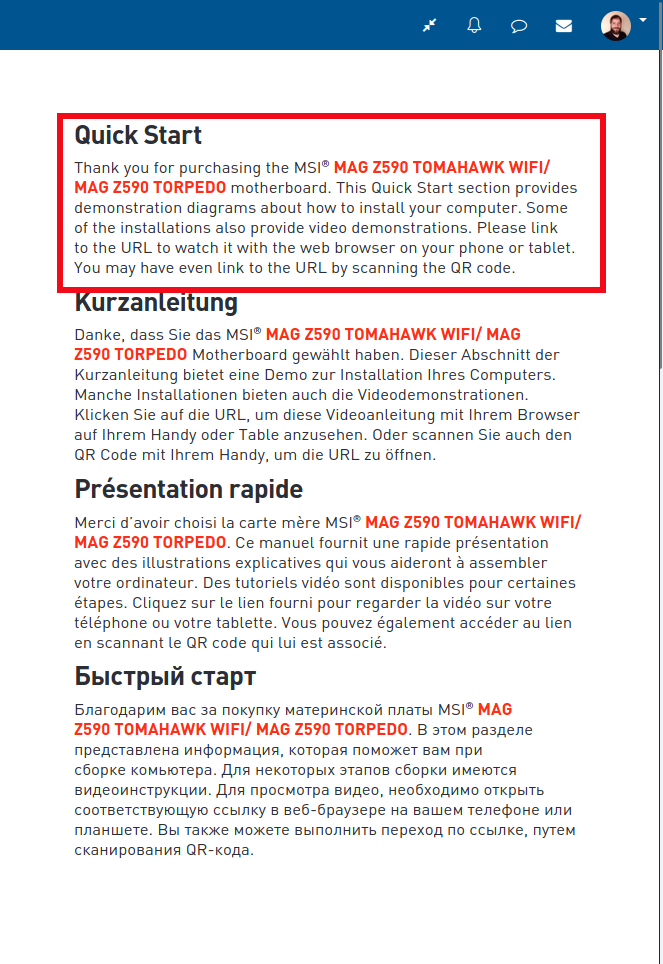 Quick Start
Thank you for purchasing the MSI® MAG Z590 TOMAHAWK WIFI/
MAG Z590 TORPEDO motherboard. This Quick Start section provides
demonstration diagrams about how to install your computer. Some
of the installations also provide video demonstrations. Please link
to the URL to watch it with the web browser on your phone or tablet.
You may have even link to the URL by scanning the QR code.
Kurzanleitung
Danke, dass Sie das MSI® MAG Z590 TOMAHAWK WIFI/ MAG
Z590 TORPEDO Motherboard gewählt haben. Dieser Abschnitt der
Kurzanleitung bietet eine Demo zur Installation Ihres Computers.
Manche Installationen bieten auch die Videodemonstrationen.
Klicken Sie auf die URL, um diese Videoanleitung mit Ihrem Browser
auf Ihrem Handy oder Table anzusehen. Oder scannen Sie auch den
QR Code mit Ihrem Handy, um die URL zu öffnen.
Présentation rapide
Merci d'avoir choisi la carte mère MSI® MAG Z590 TOMAHAWK WIFI/
MAG Z590 TORPEDO. Ce manuel fournit une rapide présentation
avec des illustrations explicatives qui vous aideront à assembler
votre ordinateur. Des tutoriels vidéo sont disponibles pour certaines
étapes. Cliquez sur le lien fourni pour regarder la vidéo sur votre
téléphone ou votre tablette. Vous pouvez également accéder au lien
en scannant le QR code qui lui est associé.
Быстрый старт
Благодарим вас за покупку материнской платы MSI® MAG
Z590 TOMAHAWK WIFI/ MAG Z590 TORPEDO. В этом разделе
представлена информация, которая поможет вам при
сборке комьютера. Для некоторых этапов сборки имеются
видеоинструкции. Для просмотра видео, необходимо открыть
соответствующую ссылку в веб-браузере на вашем телефоне или
планшете. Вы также можете выполнить переход по ссылке, путем
сканирования QR-кода.